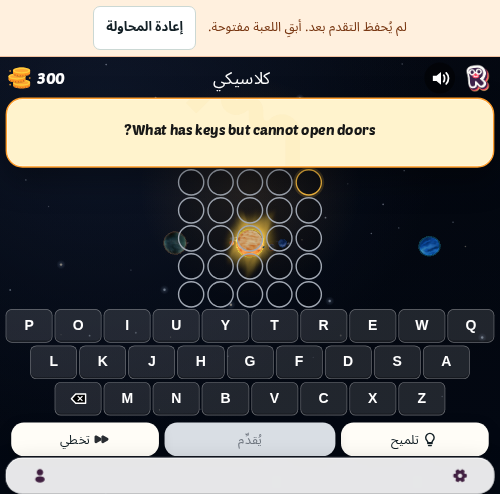 لم يُحفظ التقدم بعد. أبقِ اللعبة مفتوحة.
إعادة المحاولة
300
كلاسيكي
?What has keys but cannot open doors
P O I U Y T R E W Q
L K J H G F D S A
M N B V C X Z
تخطي
يُقدِّم
تلميح